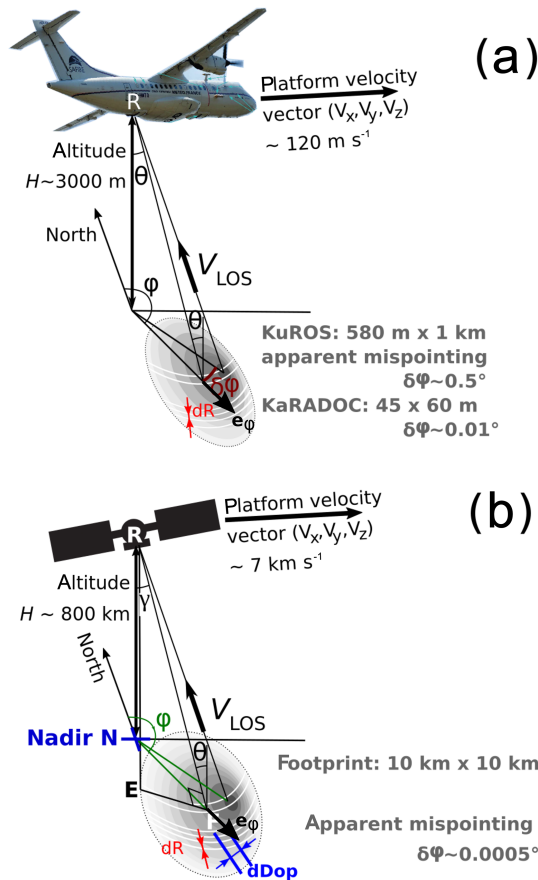 (a)
R
Platform velocity
vector (Vx,Vy,Vz)
~ 120 m s-1
Altitude
H~3000 m
θ
North
VLOS
φ
θ
KuROS: 580 m x 1 km
apparent mispointing
δφ~0.5°
δφ
dR
eφ
KaRADOC: 45 x 60 m
δφ~0.01°
(b)
R
Platform velocity
vector (Vx,Vy,Vz)
~ 7 km s-1
Altitude
γ
H ~ 800 km
North
VLOS
φ
Nadir N
θ
Footprint: 10 km x 10 km
E
eφ
Apparent mispointing
dR
δφ~0.0005°
dDop